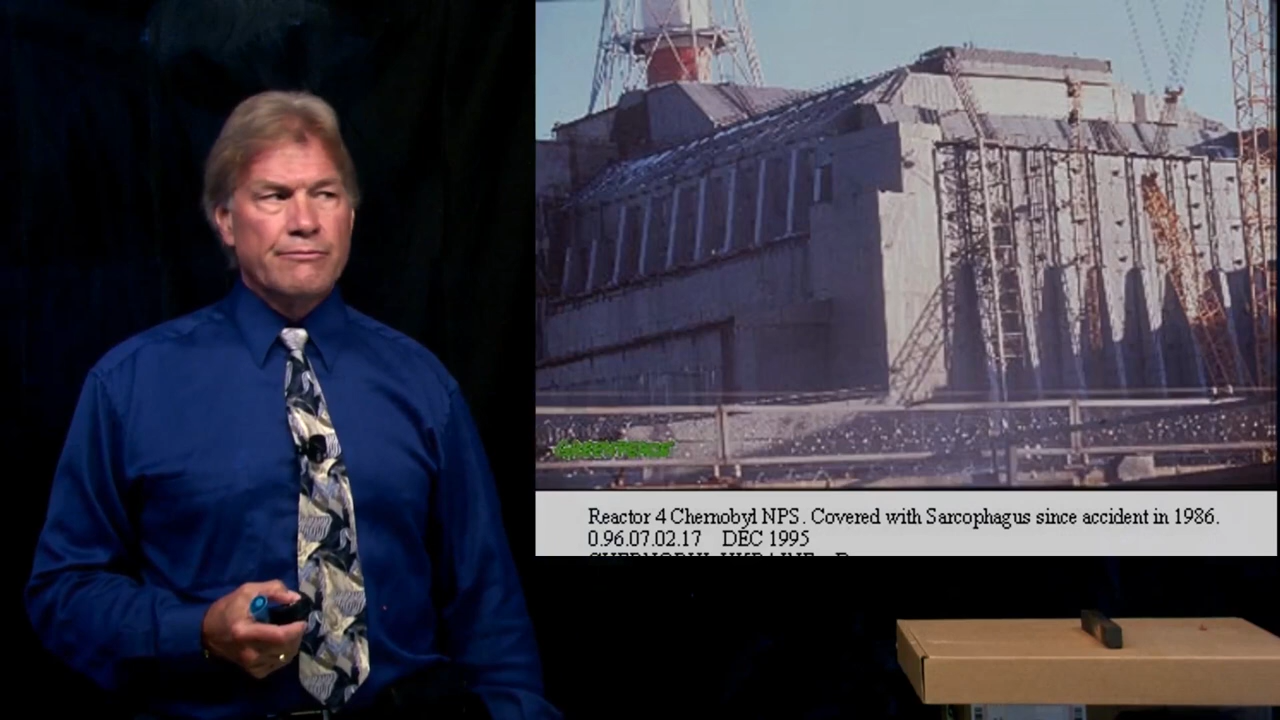 Reactor 4 Chernobyl NPS. Covered with Sarcophagus since accident in 1986.
0.96.07.02.17 DEC 1995